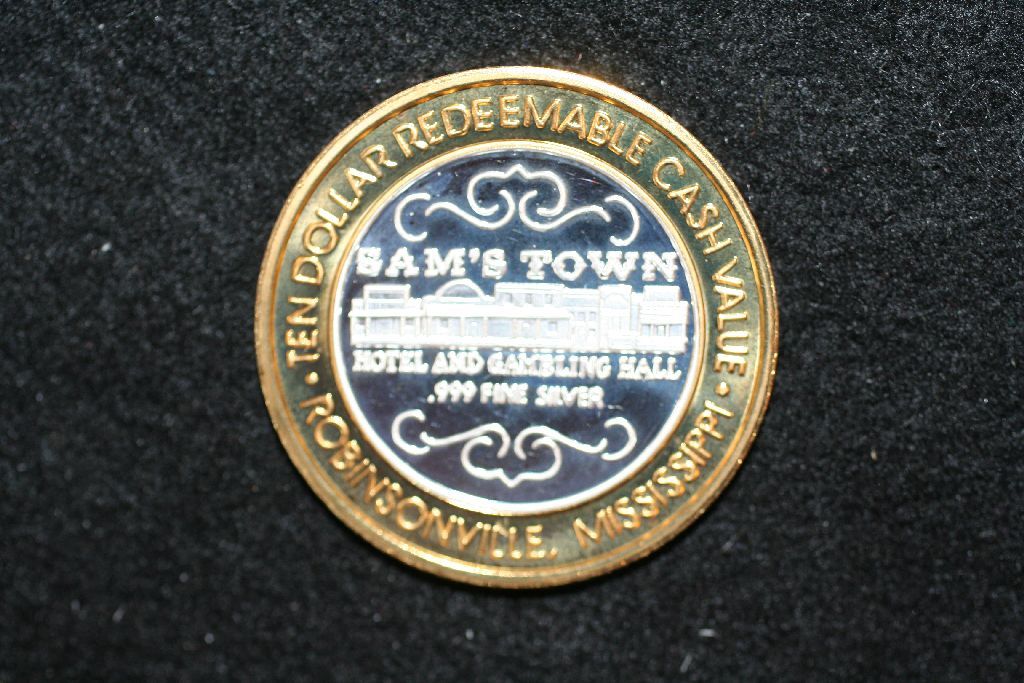 TEN DOLLAR REDEEMABLE CASH VALUE
SAM'S TOWN
HOTEL AND GAMBLING HALL
.999 FINE SILVER
• ROBINSONVILLE, MISSISSIPPI •